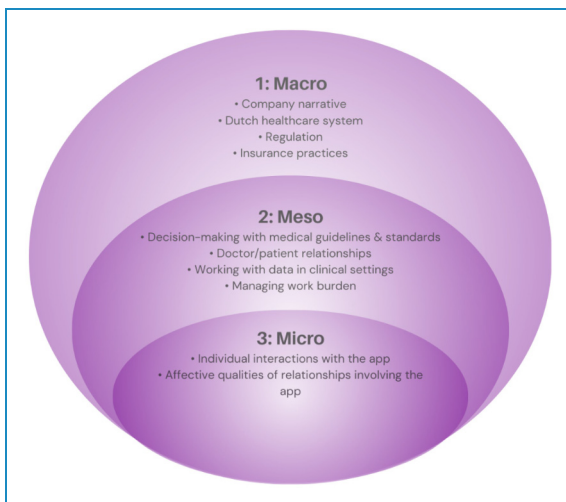 1: Macro
• Company narrative
• Dutch healthcare system
• Regulation
• Insurance practices
2: Meso
• Decision-making with medical guidelines & standards
• Doctor/patient relationships
• Working with data in clinical settings
• Managing work burden
3: Micro
• Individual interactions with the app
• Affective qualities of relationships involving the
app